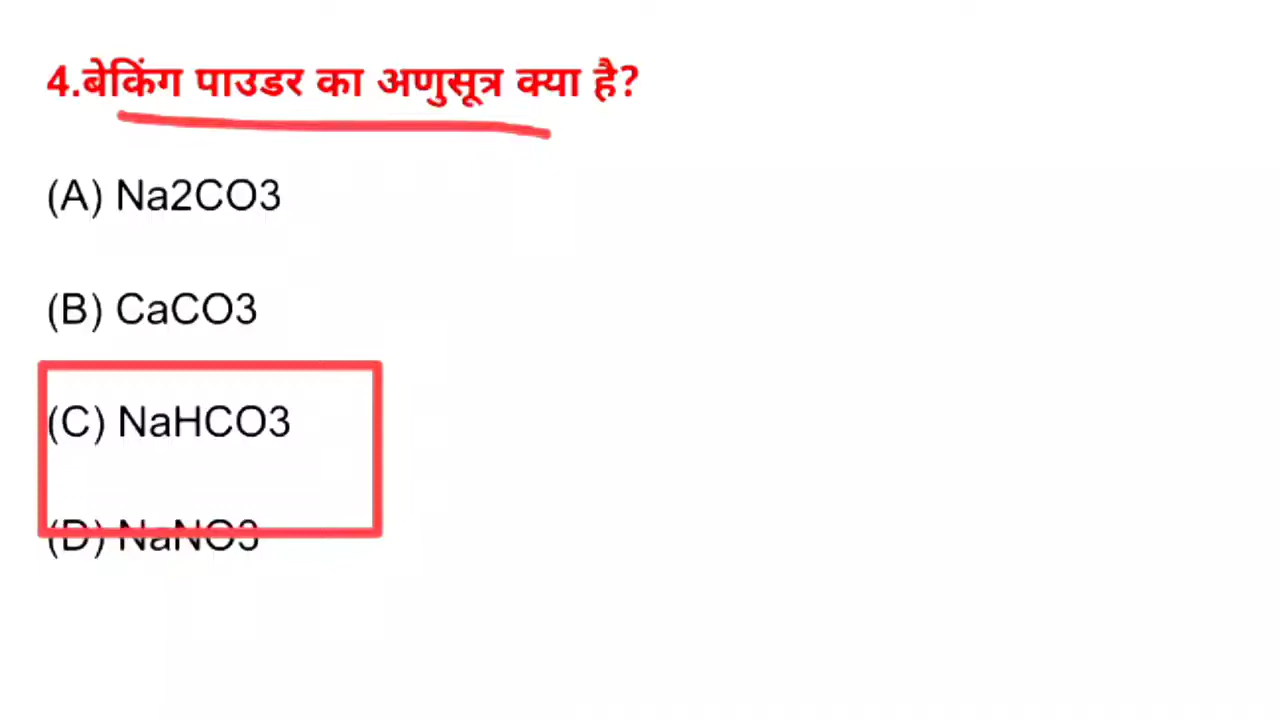 4.बेकिंग पाउडर का अणुसूत्र क्या है?
(A) Na2CO3
(B) CaCO3
(C) NaHCO3
(D) NaNO3